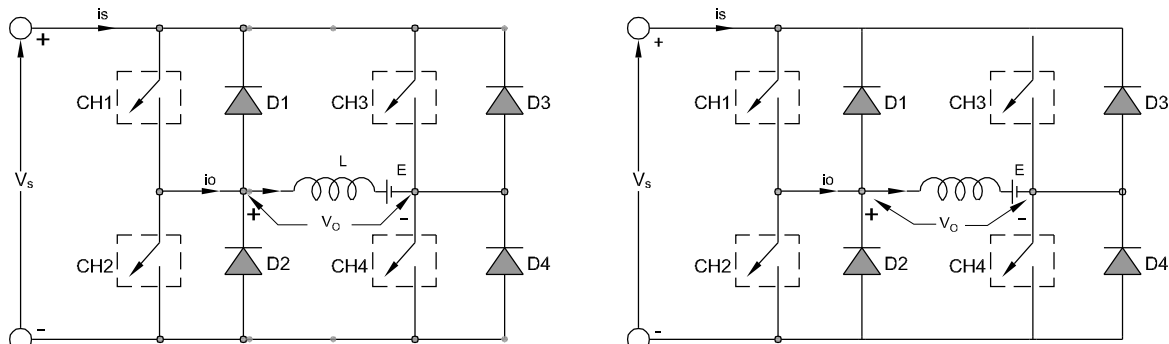 is
+
CH1
D1
CH3
D3
L
E
Vs
io
+
VO
-
CH2
D2
CH4
D4
-
is
+
CH1
D1
CH3
D3
E
Vs
io
+
VO
-
CH2
D2
CH4
D4
-